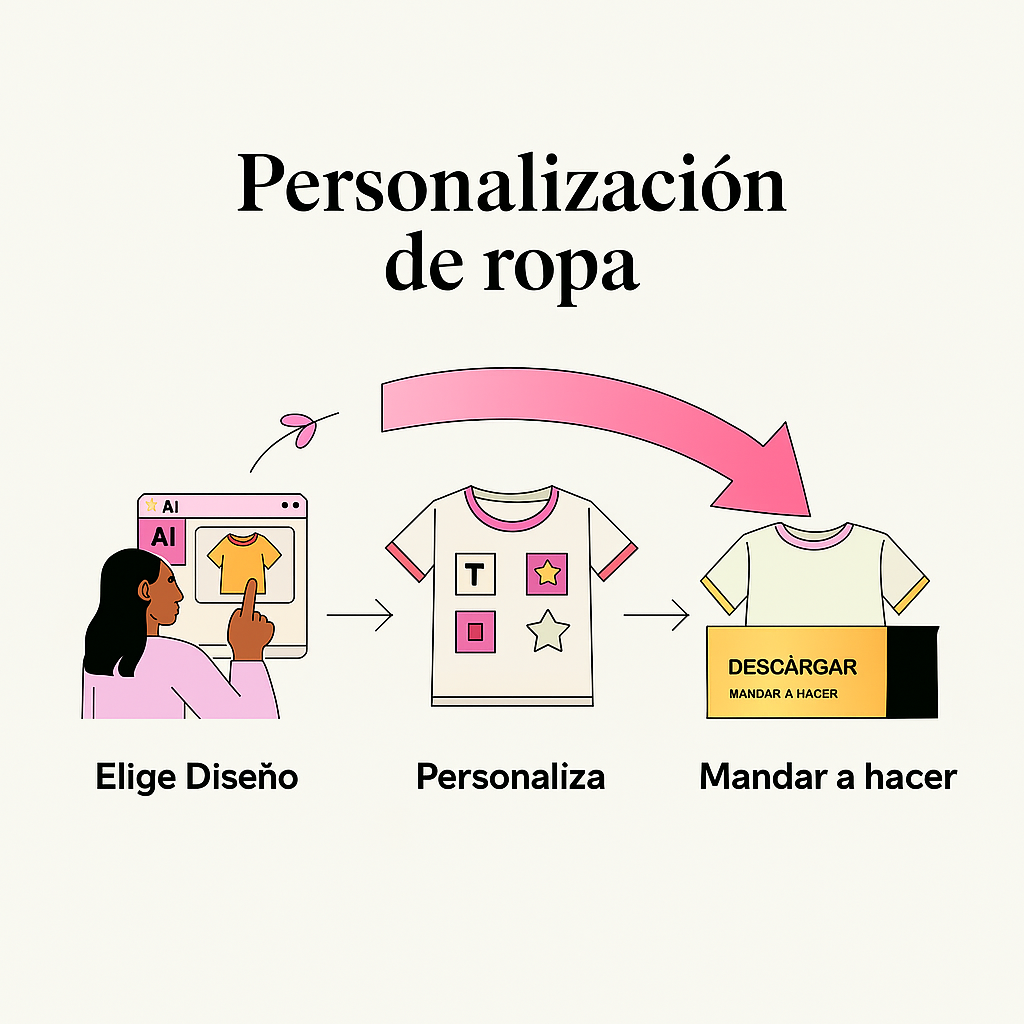 Personalización
de ropa
AI
AI
T
DESCÀRGAR
MANDAR A HACER
Elige Diseňo
Personaliza
Mandar a hacer